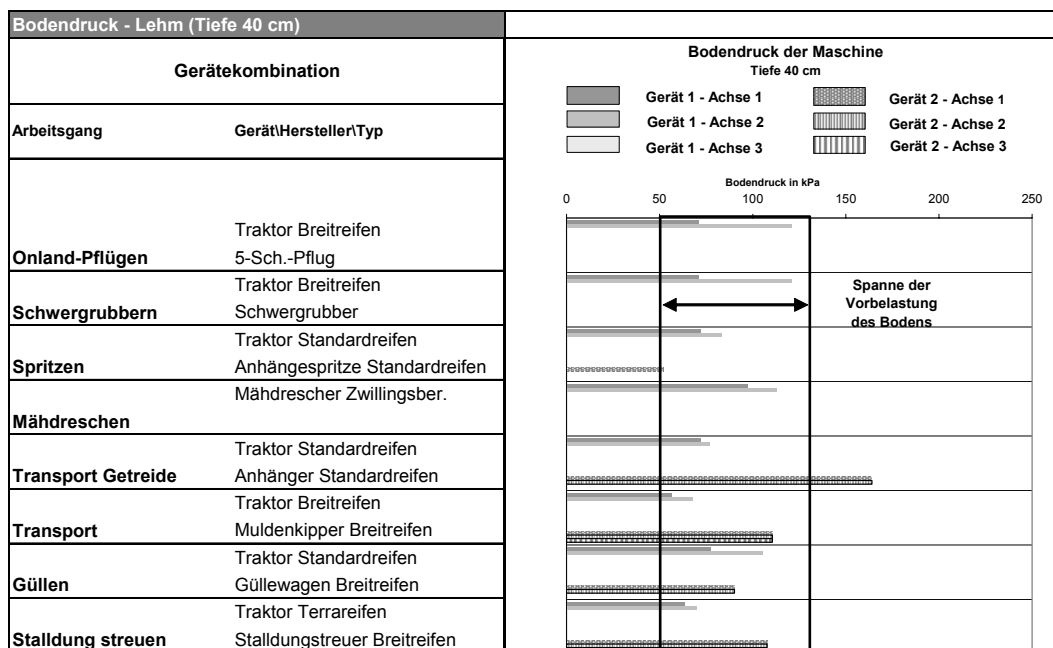 Bodendruck - Lehm (Tiefe 40 cm)
Gerätekombination
Arbeitsgang Gerät\Hersteller\Typ
Bodendruck der Maschine
Tiefe 40 cm
Gerät 1 - Achse 1 Gerät 2 - Achse 1
Gerät 1 - Achse 2 Gerät 2 - Achse 2
Gerät 1 - Achse 3 Gerät 2 - Achse 3
Bodendruck in kPa
0 50 100 150 200 250
Traktor Breitreifen
Onland-Pflügen 5-Sch.-Pflug
Traktor Breitreifen
Schwergrubbern Schwergrubber
Traktor Standardreifen
Spritzen Anhängespritze Standardreifen
Mähdrescher Zwillingsber.
Mähdreschen
Traktor Standardreifen
Transport Getreide Anhänger Standardreifen
Traktor Breitreifen
Transport Muldenkipper Breitreifen
Traktor Standardreifen
Güllen Güllewagen Breitreifen
Traktor Terrareifen
Stalldung streuen Stalldungstreuer Breitreifen
Spanne der
Vorbelastung
des Bodens